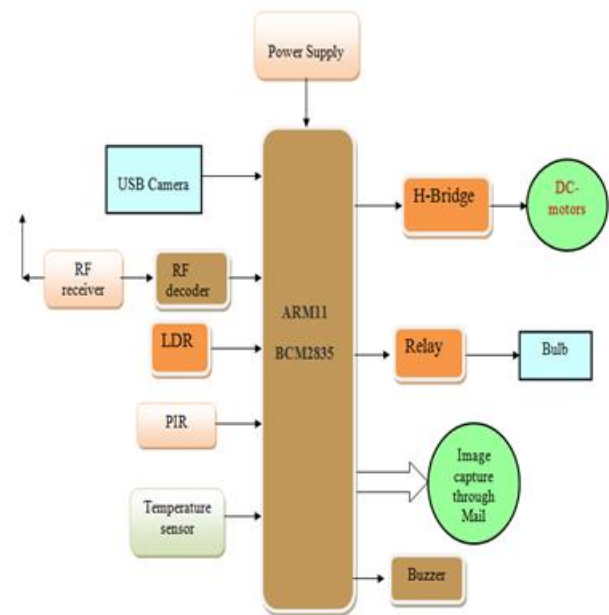 Power Supply
USB Camera
RF
receiver
RF
decoder
LDR
PIR
Temperature
sensor
ARM11
BCM2835
H-Bridge
DC-
motors
Relay
Bulb
Image
capture
through
Mail
Buzzer